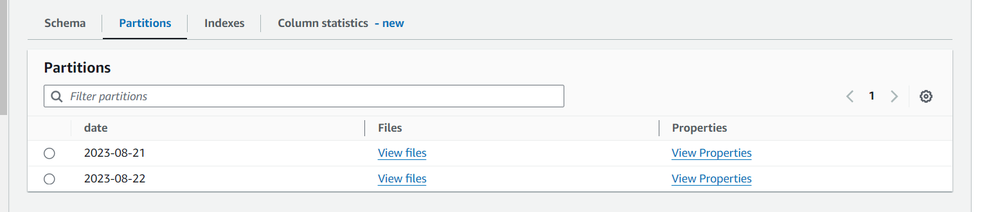 Schema Partitions Indexes Column statistics - new
Partitions
Filter partitions 1
date Files Properties
2023-08-21 View files View Properties
2023-08-22 View files View Properties